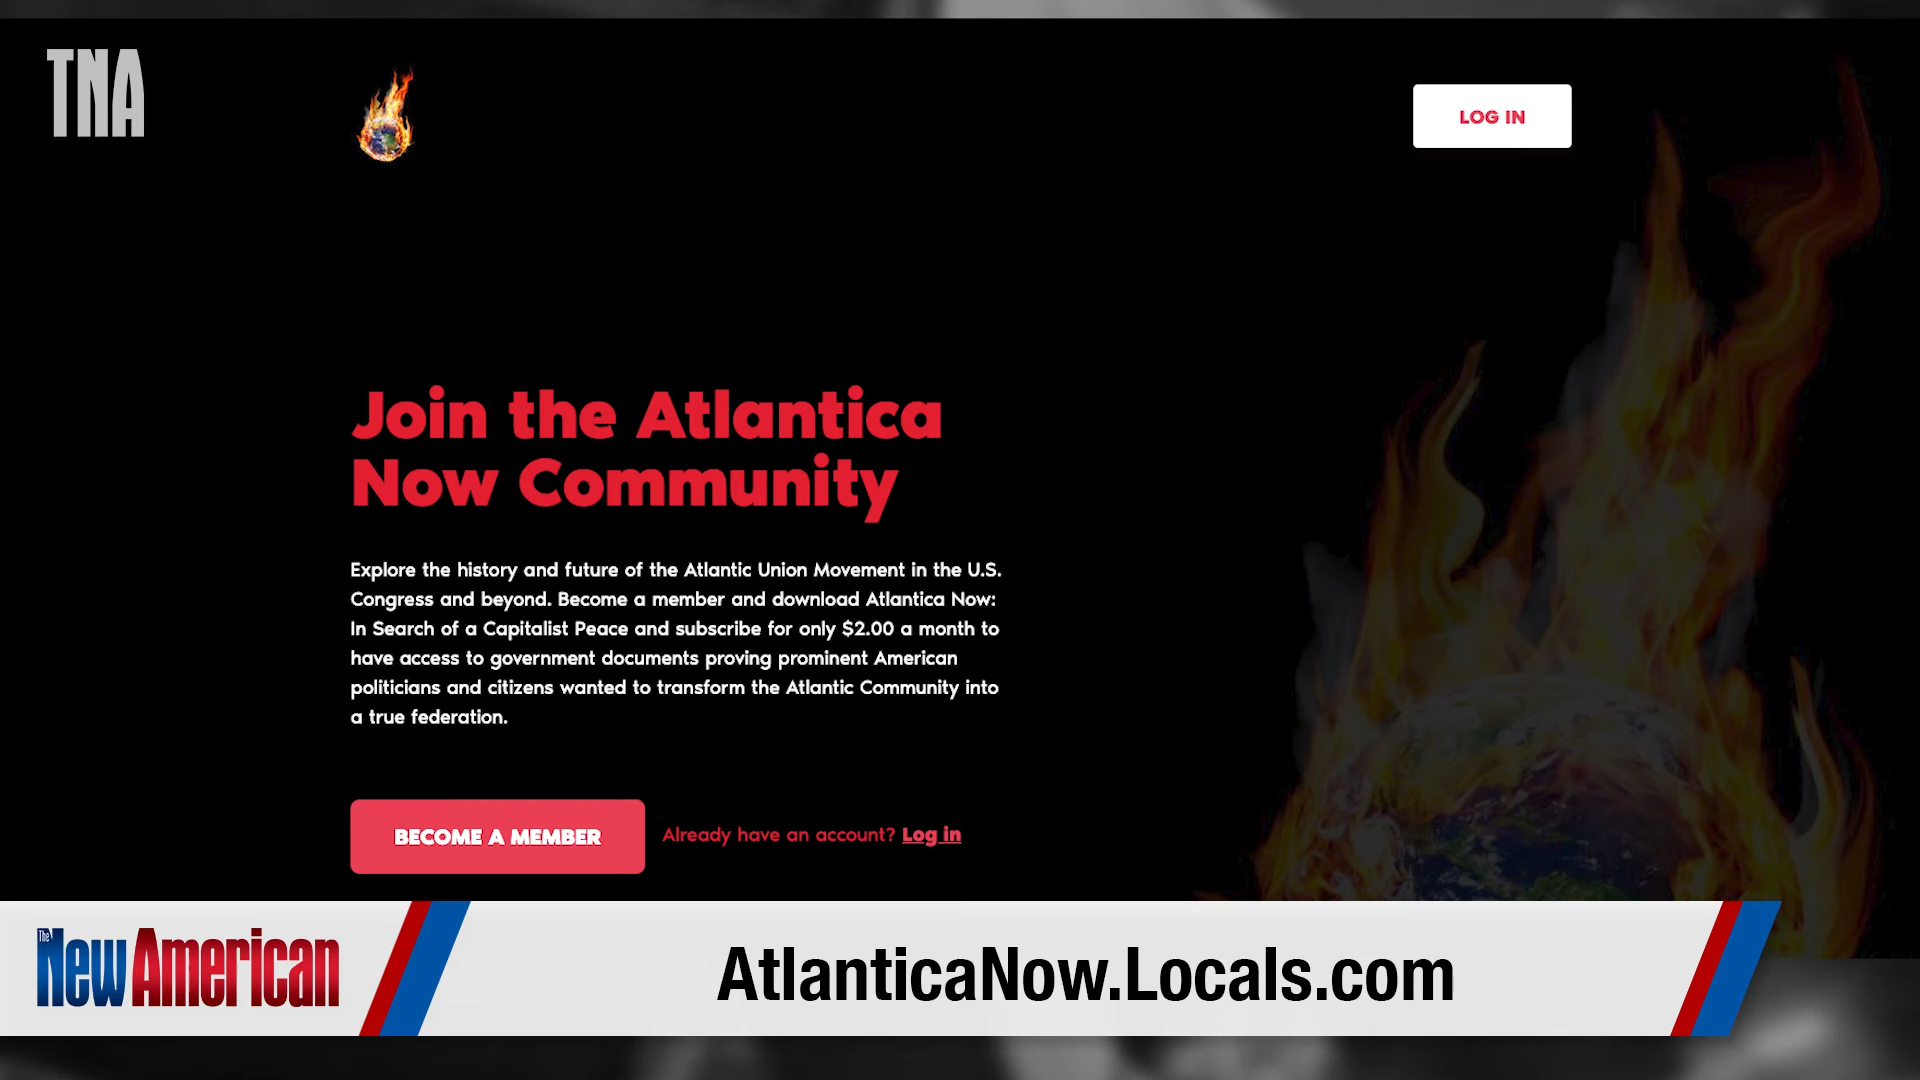 TNA
LOG IN
Join the Atlantica
Now Community
Explore the history and future of the Atlantic Union Movement in the U.S.
Congress and beyond. Become a member and download Atlantica Now:
In Search of a Capitalist Peace and subscribe for only $2.00 a month to
have access to government documents proving prominent American
politicians and citizens wanted to transform the Atlantic Community into
a true federation.
BECOME A MEMBER
Already have an account? Log in
The New American
AtlanticaNow.Locals.com